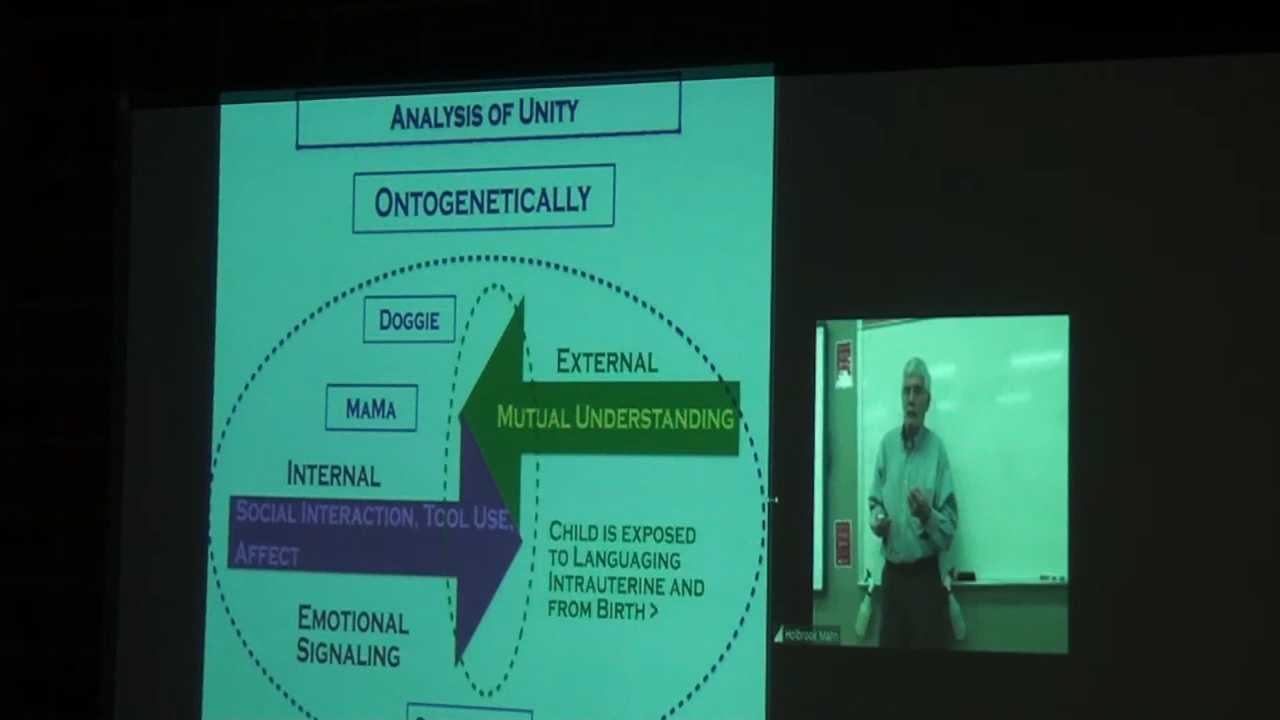 ANALYSIS OF UNITY
ONTOGENETICALLY
DOGGIE
EXTERNAL
MAMA
MUTUAL UNDERSTANDING
INTERNAL
SOCIAL INTERACTION, TOOL USE,
AFFECT
CHILD IS EXPOSED
TO LANGUAGING
INTRAUTERINE AND
FROM BIRTH >
EMOTIONAL
SIGNALING
Holbrook Mahn